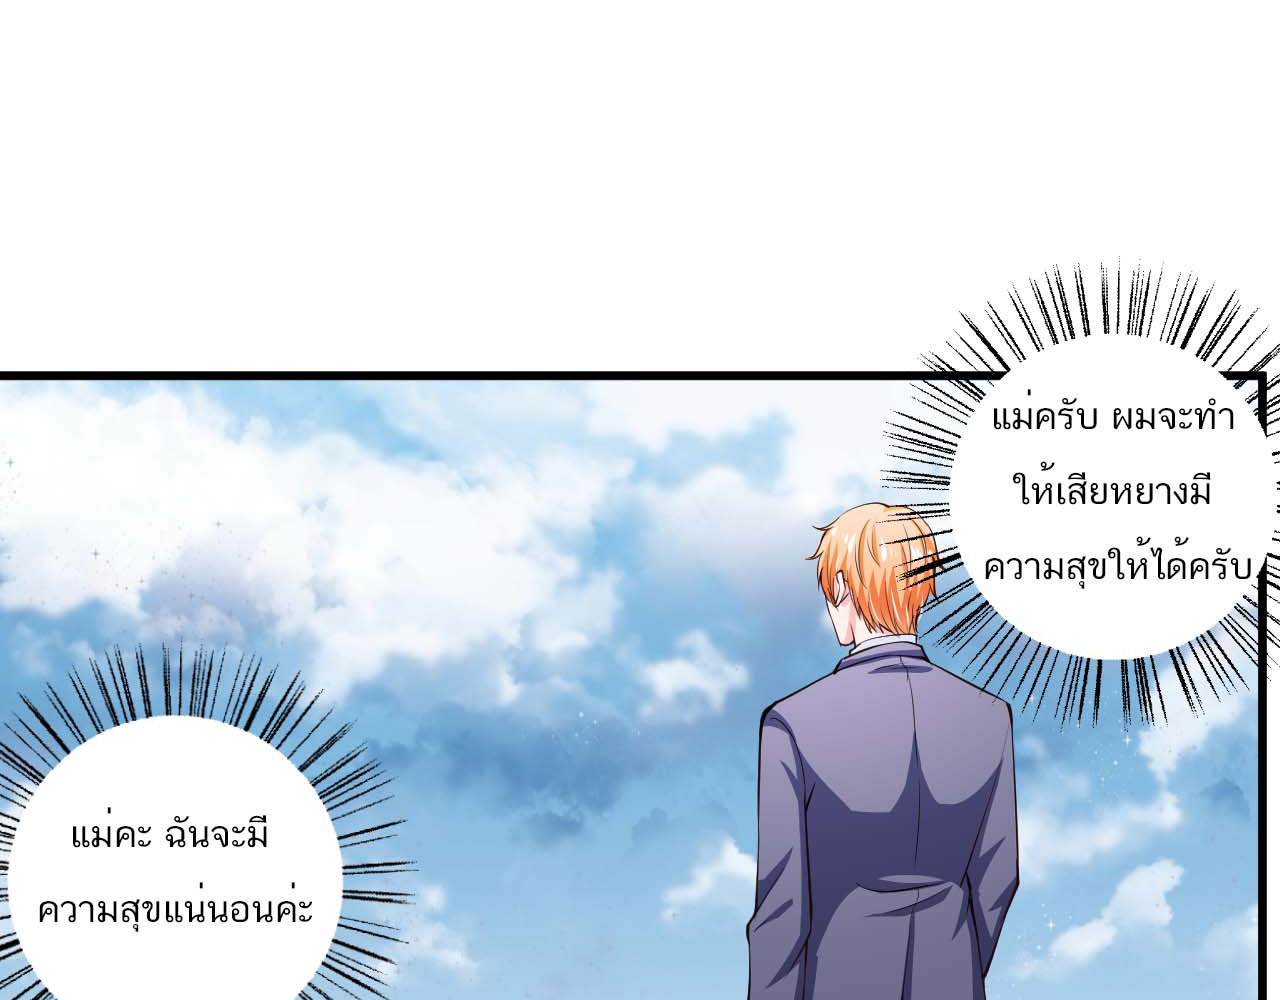 แม่ครับ ผมจะทำ
ให้เสียหยางมี
ความสุขให้ได้ครับ
แม่คะ ฉันจะมี
ความสุขแน่นอนค่ะ